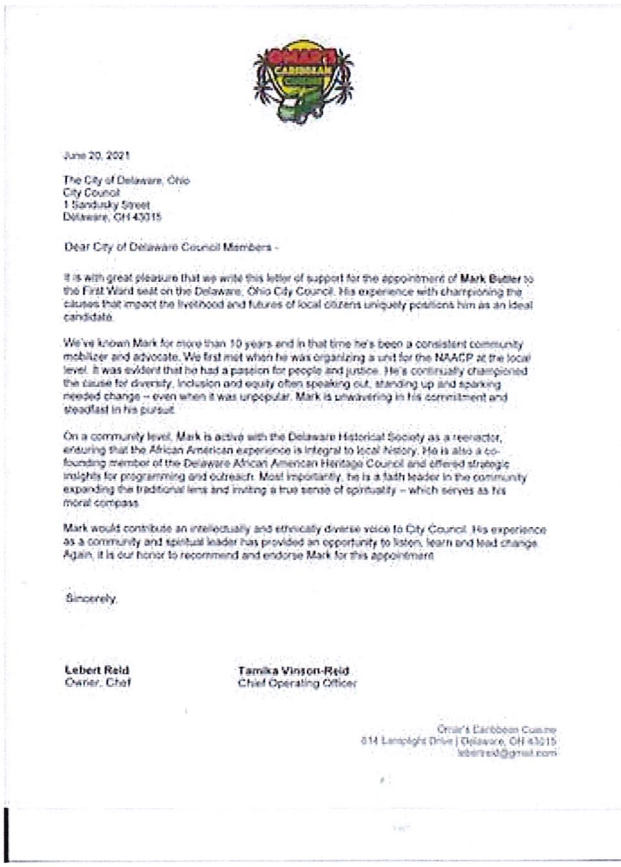 OMAR'S
CARIBBEAN
CUISINE
June 20, 2021
The City of Delaware, Ohio
City Council
1 Sandusky Street
Delaware, OH 43015
Dear City of Delaware Council Members -
It is with great pleasure that we write this letter of support for the appointment of Mark Butler to
the First Ward seat on the Delaware, Ohio City Council. His experience with championing the
causes that impact the livelihood and futures of local citizens uniquely positions him as an ideal
candidate.
We've known Mark for more than 10 years and in that time he's been a consistent community
mobilizer and advocate. We first met when he was organizing a unit for the NAACP at the local
level. It was evident that he had a passion for people and justice. He's continually championed
the cause for diversity, inclusion and equity often speaking out, standing up and sparking
needed change – even when it was unpopular. Mark is unwavering in his commitment and
steadfast in his pursuit.
On a community level, Mark is active with the Delaware Historical Society as a reenactor,
ensuring that the African American experience is integral to local history. He is also a co-
founding member of the Delaware African American Heritage Council and offered strategic
insights for programming and outreach. Most importantly, he is a faith leader in the community
expanding the traditional lens and inviting a true sense of spirituality – which serves as his
moral compass.
Mark would contribute an intellectually and ethnically diverse voice to City Council. His experience
as a community and spiritual leader has provided an opportunity to listen, learn and lead change.
Again, it is our honor to recommend and endorse Mark for this appointment.
Sincerely,
Lebert Reid Tamika Vinson-Reid
Owner, Chef Chief Operating Officer
Omar's Caribbean Cuisine
614 Lamplight Drive | Delaware, OH 43015
lebertreid@gmail.com